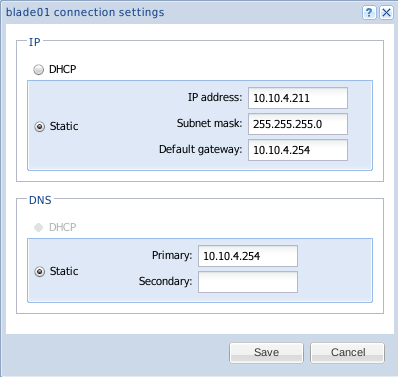 blade01 connection settings
IP
DHCP
IP address: 10.10.4.211
Static
Subnet mask: 255.255.255.0
Default gateway: 10.10.4.254
DNS
DHCP
Primary: 10.10.4.254
Static
Secondary:
Save Cancel